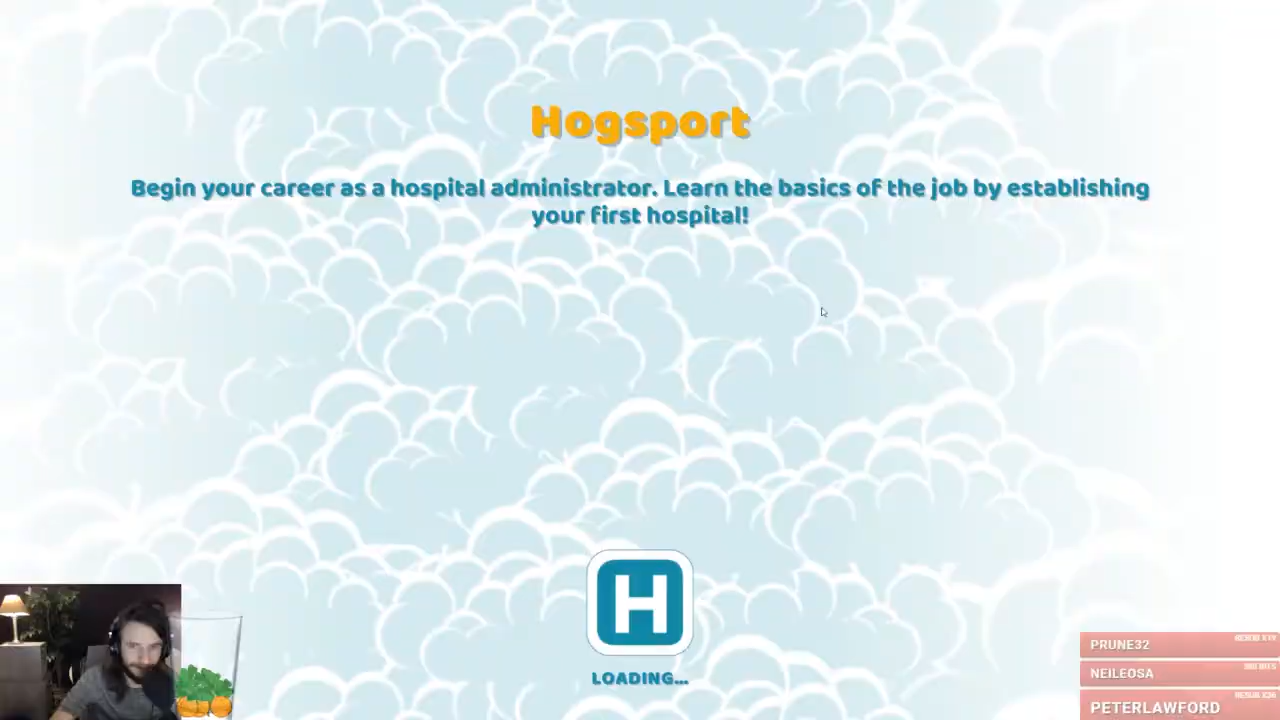 Hogsport
Begin your career as a hospital administrator. Learn the basics of the job by establishing
your first hospital!
H
LOADING...
PRUNE32
NEILEOSA
PETERLAWFORD